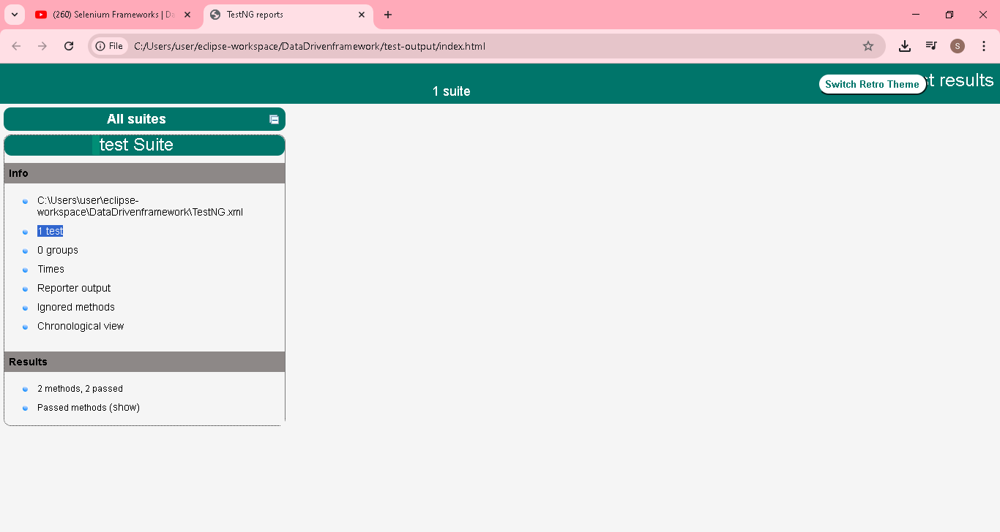 (260) Selenium Frameworks | Da
TestNG reports
File
C:/Users/user/eclipse-workspace/DataDrivenframework/test-output/index.html
S
st results
Switch Retro Theme
1 suite
All suites
test Suite
Info
C:\Users\user\eclipse-
workspace\DataDrivenframework\TestNG.xml
1 test
0 groups
Times
Reporter output
Ignored methods
Chronological view
Results
2 methods, 2 passed
Passed methods (show)